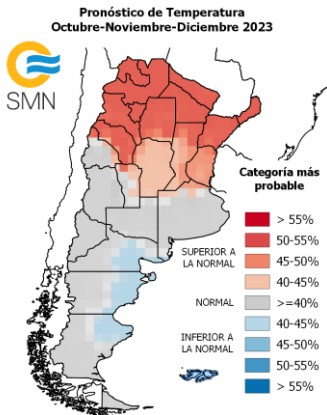 Pronóstico de Temperatura
Octubre-Noviembre-Diciembre 2023
SMN
Categoría más
probable
> 55%
50-55%
SUPERIOR A
LA NORMAL
45-50%
40-45%
NORMAL
>=40%
40-45%
INFERIOR A
LA NORMAL
45-50%
50-55%
> 55%